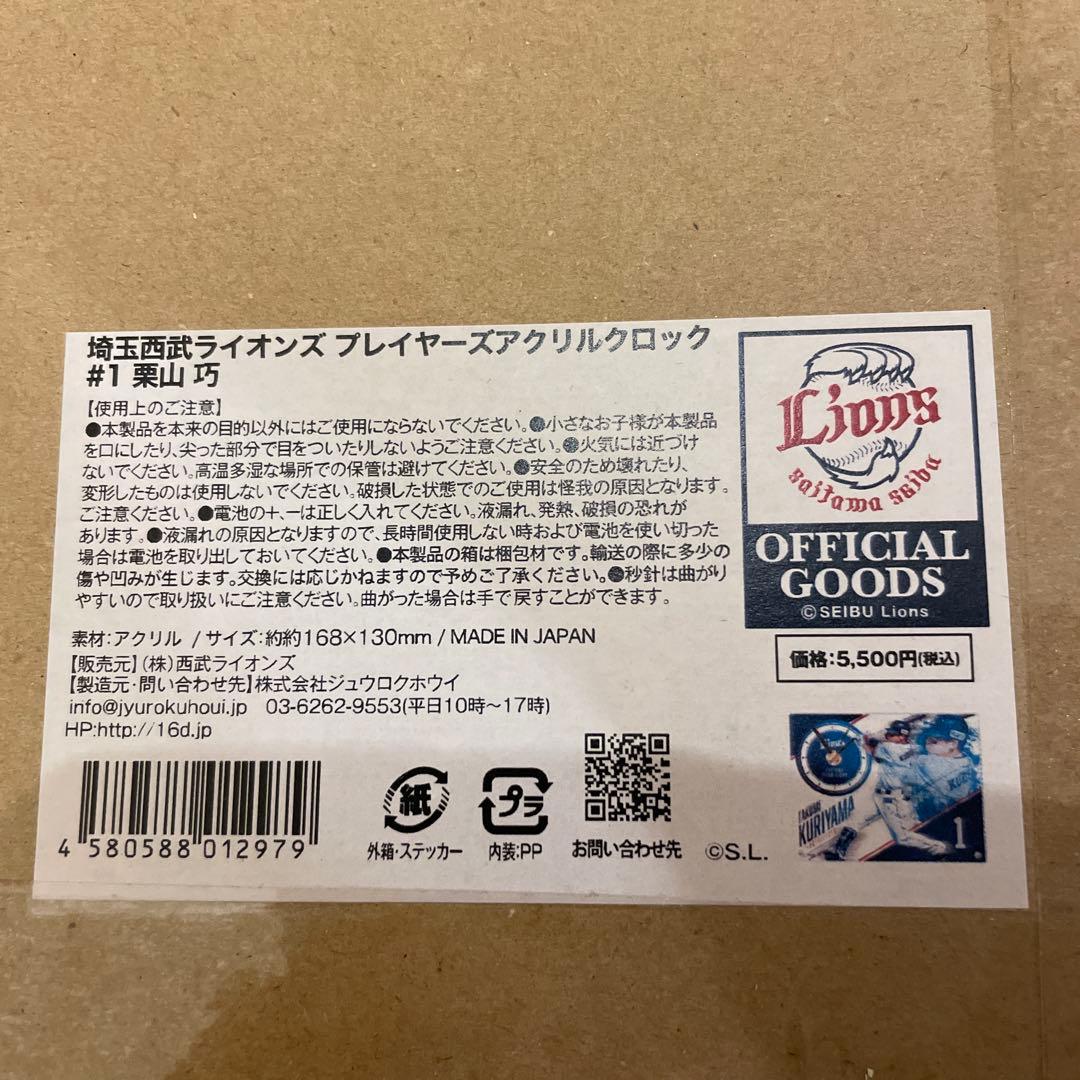 埼玉西武ライオンズ プレイヤーズアクリルクロック
#1 栗山 巧
【使用上のご注意】
●本製品を本来の目的以外にはご使用にならないでください。●小さなお子様が本製品
を口にしたり、尖った部分で目をついたりしないようご注意ください。●火気には近づけ
ないでください。高温多湿な場所での保管は避けてください。●安全のため壊れたり、
変形したものは使用しないでください。破損した状態でのご使用は怪我の原因となります。
ご注意ください。●電池の+、−は正しく入れてください。液漏れ、発熱、破損の恐れが
あります。●液漏れの原因となりますので、長時間使用しない時および電池を使い切った
場合は電池を取り出しておいてください。●本製品の箱は梱包材です。輸送の際に多少の
傷や凹みが生じます。交換には応じかねますので予めご了承ください。●秒針は曲がり
やすいので取り扱いにご注意ください。曲がった場合は手で戻すことができます。
素材:アクリル / サイズ:約約168×130mm / MADE IN JAPAN
【販売元】(株)西武ライオンズ
【製造元・問い合わせ先】株式会社ジュウロクホウイ
info@jyurokuhoui.jp 03-6262-9553(平日10時〜17時)
HP:http://16d.jp
4 580588 012979
紙
外箱・ステッカー
プラ
内装:PP
お問い合わせ先
©S.L.
Lions
saitama seibu
OFFICIAL
GOODS
©SEIBU Lions
価格:5,500円(税込)
TAKUMI
KURIYAMA
1